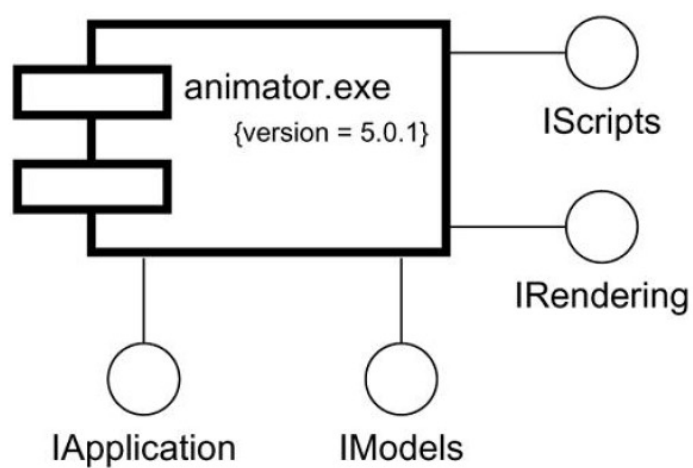 animator.exe
{version = 5.0.1}
IScripts
IRendering
IApplication
IModels